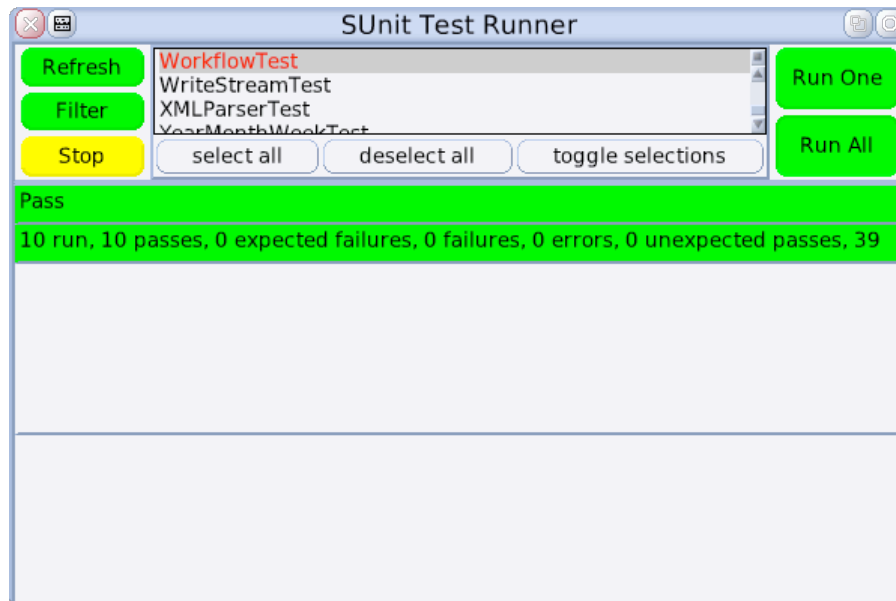 SUnit Test Runner
Refresh
Filter
Stop
WorkflowTest
WriteStreamTest
XMLParserTest
YearMonthWeekTest
select all
deselect all
toggle selections
Run One
Run All
Pass
10 run, 10 passes, 0 expected failures, 0 failures, 0 errors, 0 unexpected passes, 39